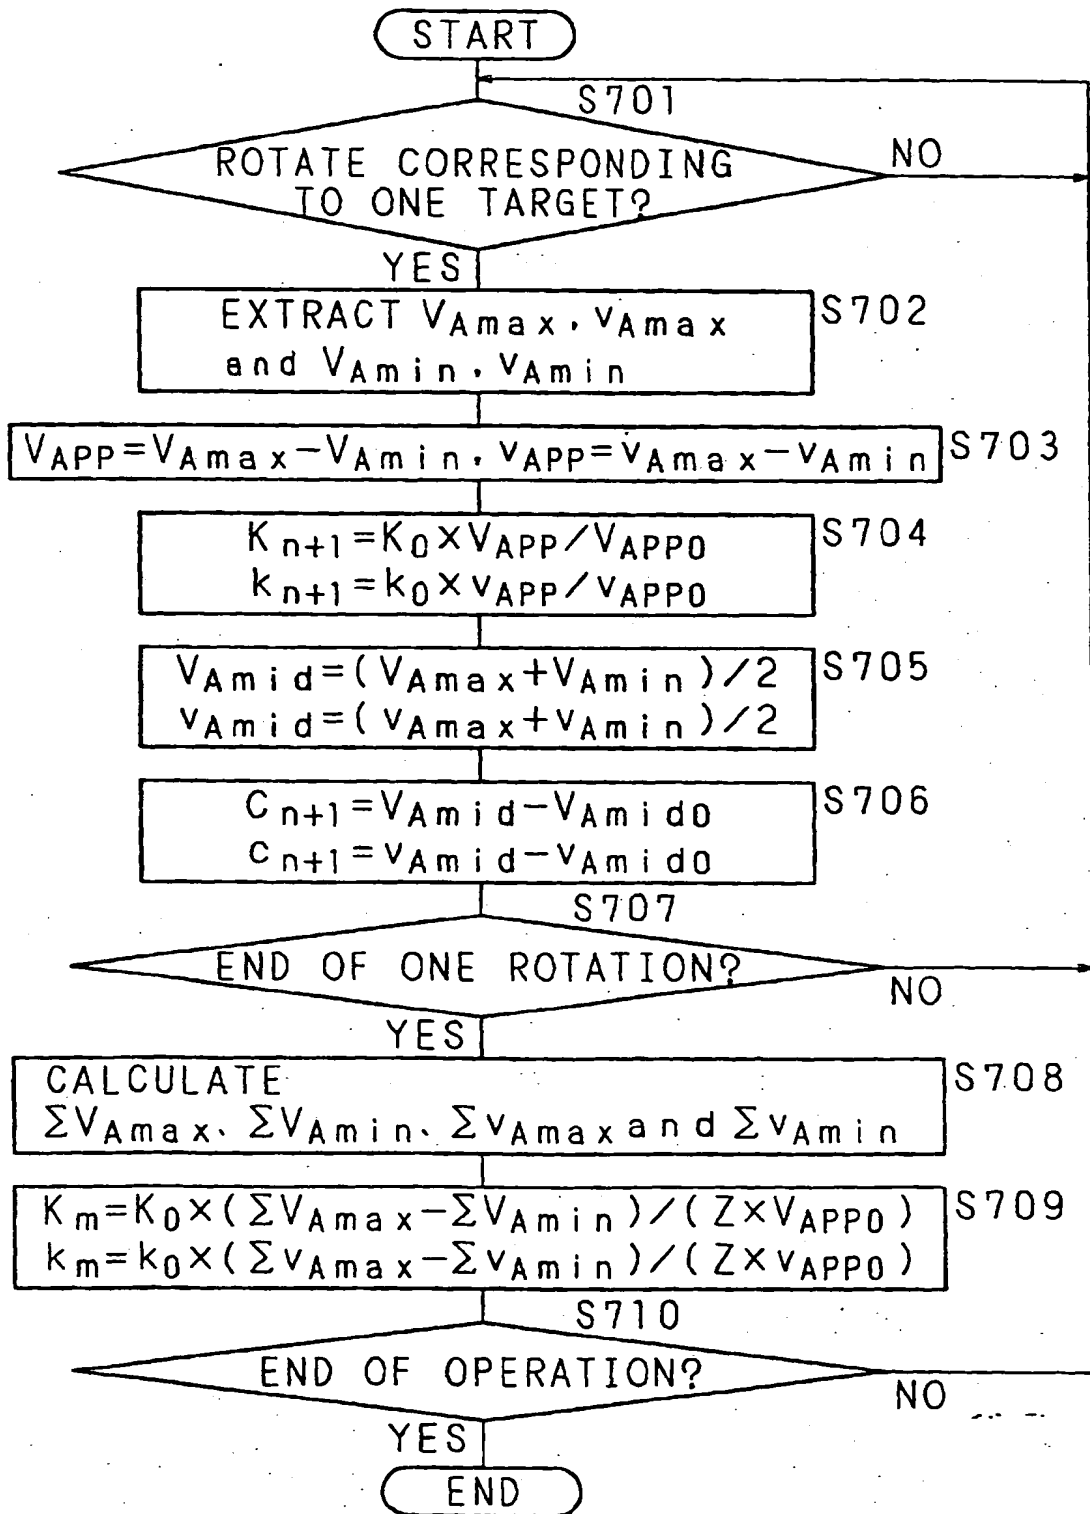 START
S701
ROTATE CORRESPONDING
TO ONE TARGET?
NO
YES
EXTRACT VAmax, vAmax
and VAmin, vAmin
S702
VAPP=VAmax-VAmin, vAPP=vAmax-vAmin
S703
Kn+1=K0×VAPP/VAPP0
kn+1=k0×vAPP/vAPP0
S704
VAmid=(VAmax+VAmin)/2
vAmid=(vAmax+vAmin)/2
S705
Cn+1=VAmid-VAmid0
cn+1=vAmid-vAmid0
S706
S707
END OF ONE ROTATION?
NO
YES
CALCULATE
ΣVAmax, ΣVAmin, ΣvAmax and ΣvAmin
S708
Km=K0×(ΣVAmax-ΣVAmin)/(Z×VAPP0)
km=k0×(ΣvAmax-ΣvAmin)/(Z×vAPP0)
S709
S710
END OF OPERATION?
NO
YES
END